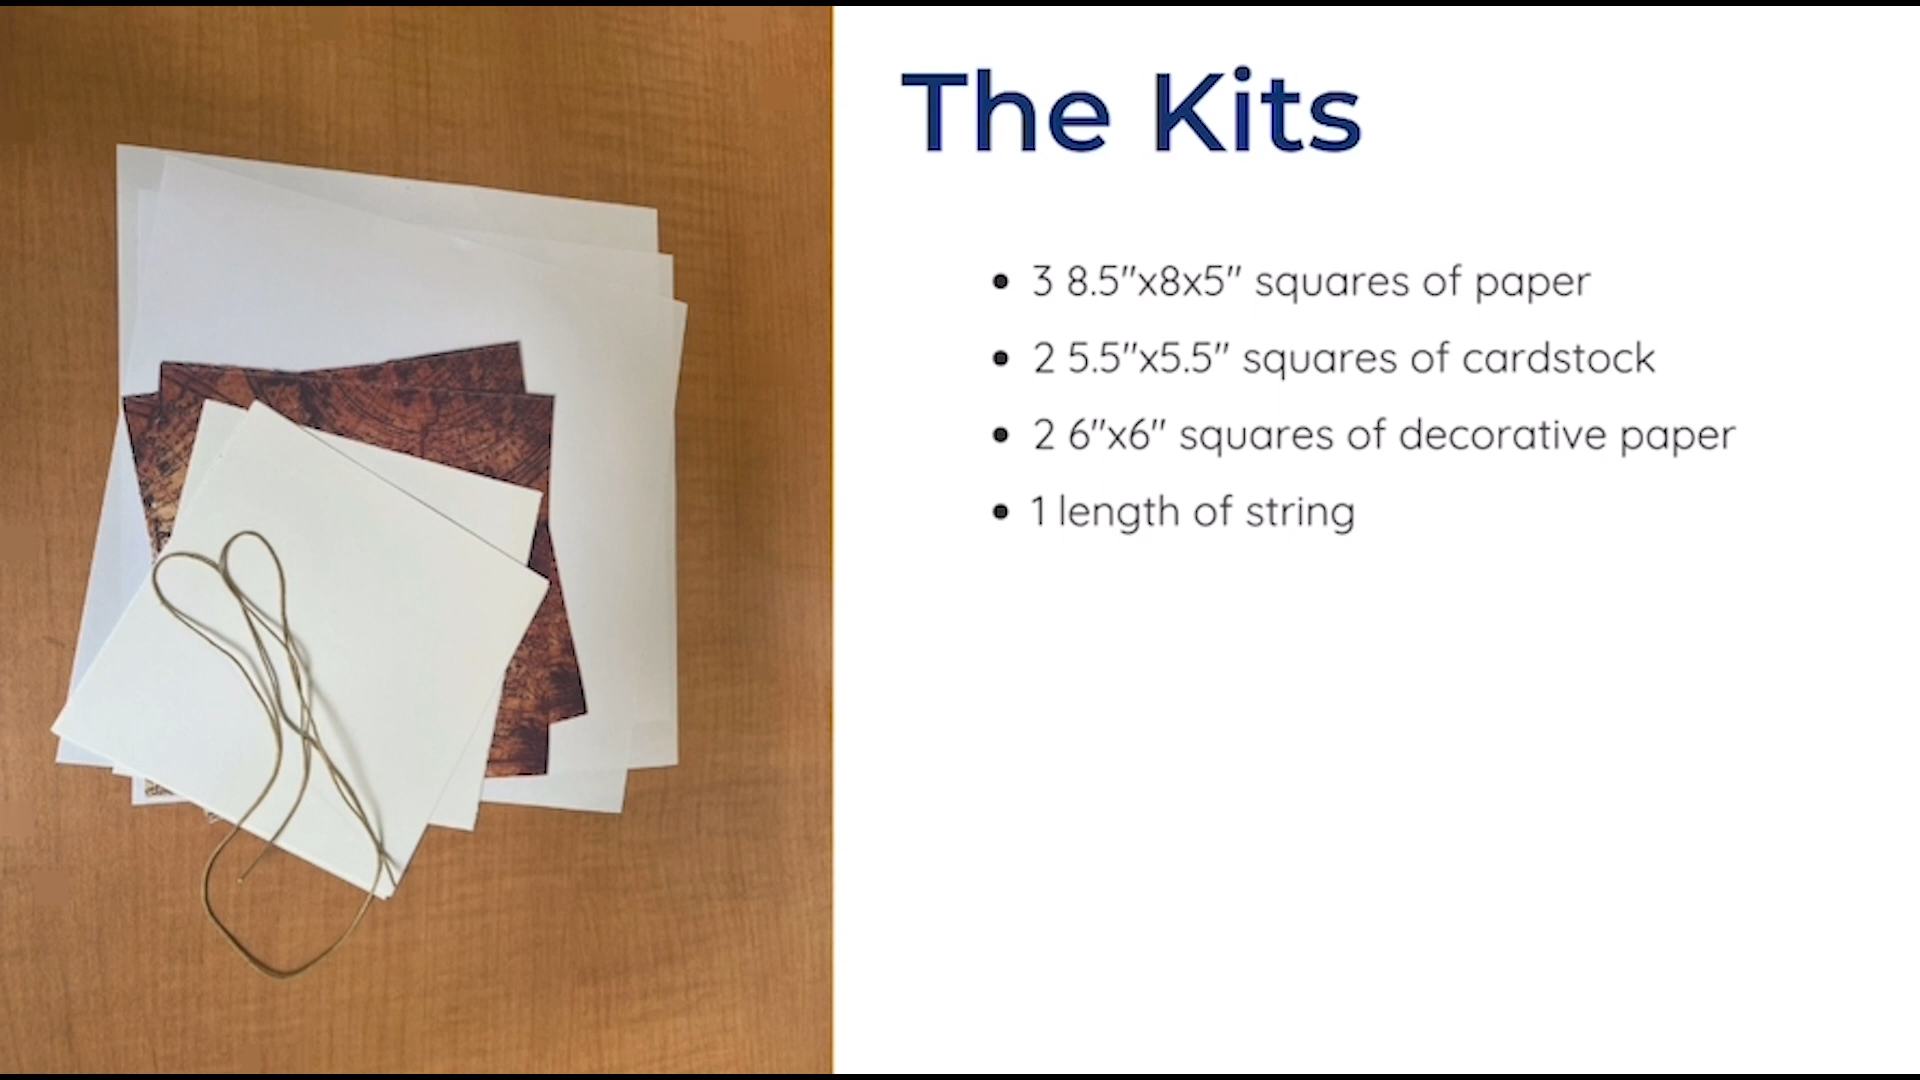 The Kits
• 3 8.5"x8x5" squares of paper
• 2 5.5"x5.5" squares of cardstock
• 2 6"x6" squares of decorative paper
• 1 length of string